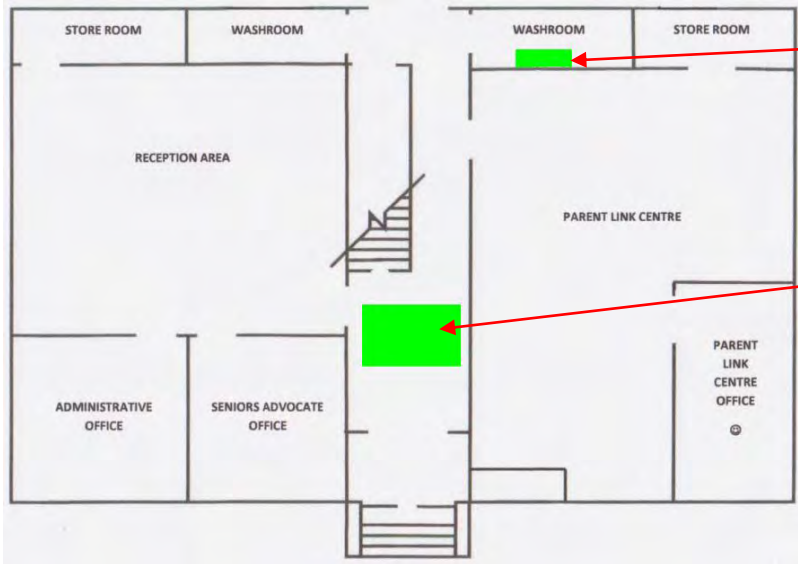 STORE ROOM
WASHROOM
WASHROOM
STORE ROOM
RECEPTION AREA
PARENT LINK CENTRE
ADMINISTRATIVE
OFFICE
SENIORS ADVOCATE
OFFICE
PARENT
LINK
CENTRE
OFFICE